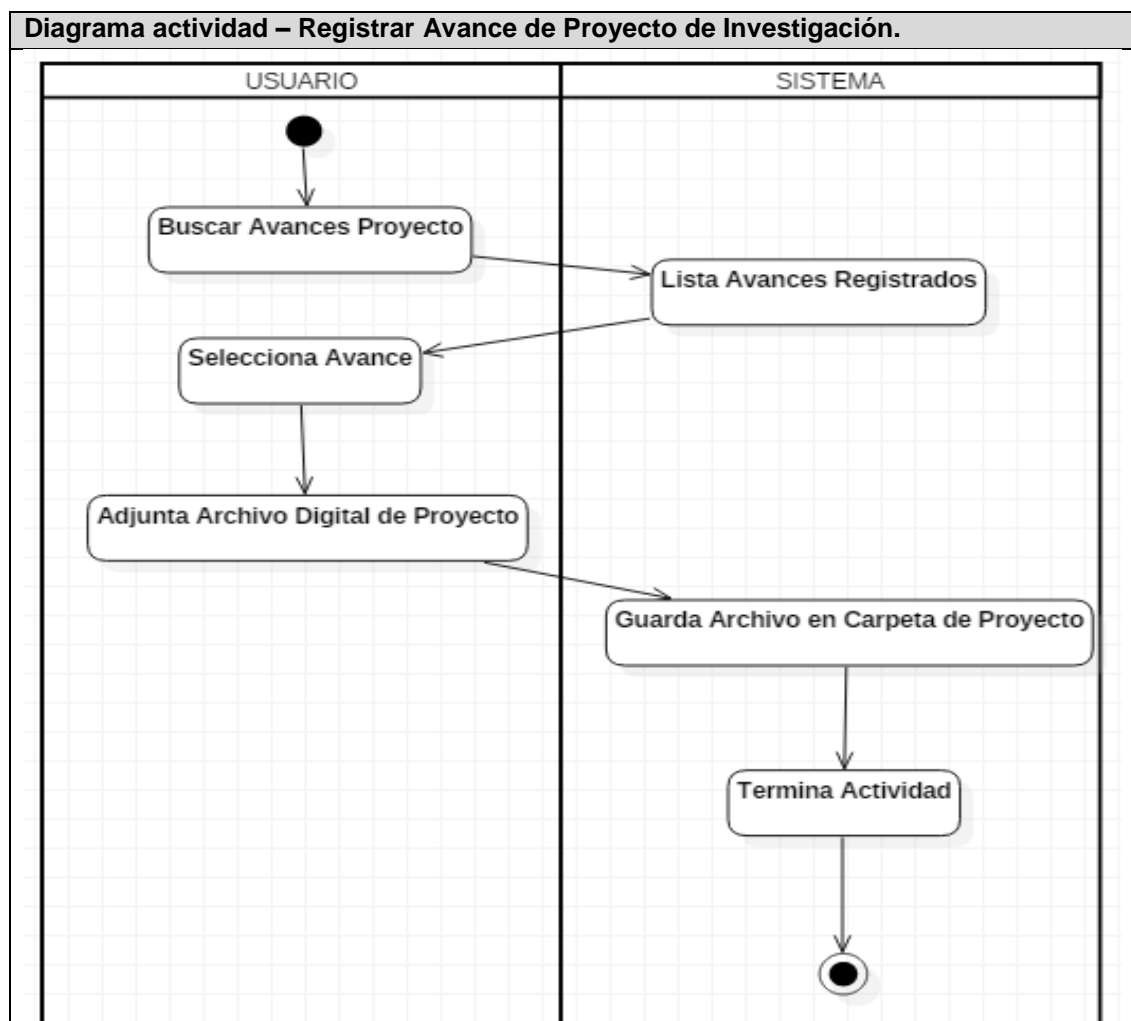 Diagrama actividad – Registrar Avance de Proyecto de Investigación.
USUARIO
SISTEMA
Buscar Avances Proyecto
Lista Avances Registrados
Selecciona Avance
Adjunta Archivo Digital de Proyecto
Guarda Archivo en Carpeta de Proyecto
Termina Actividad